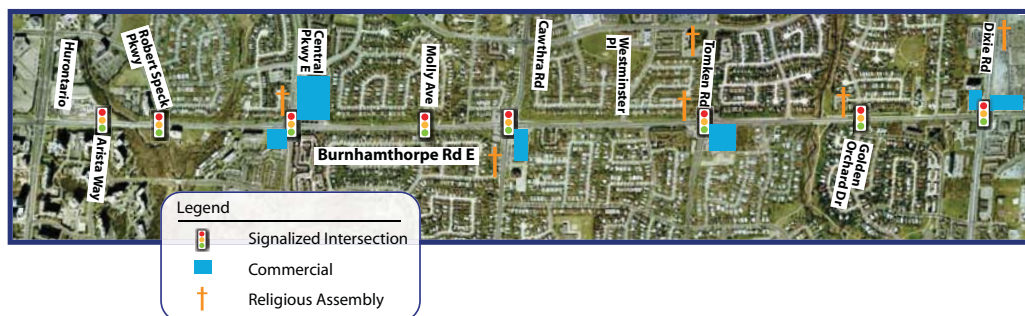 Hurontario
Arista Way
Robert Speck
Pkwy
Central
Pkwy E
Molly Ave
Burnhamthorpe Rd E
Cawthra Rd
Westminster
Pl
Tomken Rd
Golden
Orchard Dr
Dixie Rd
Legend
Signalized Intersection
Commercial
Religious Assembly